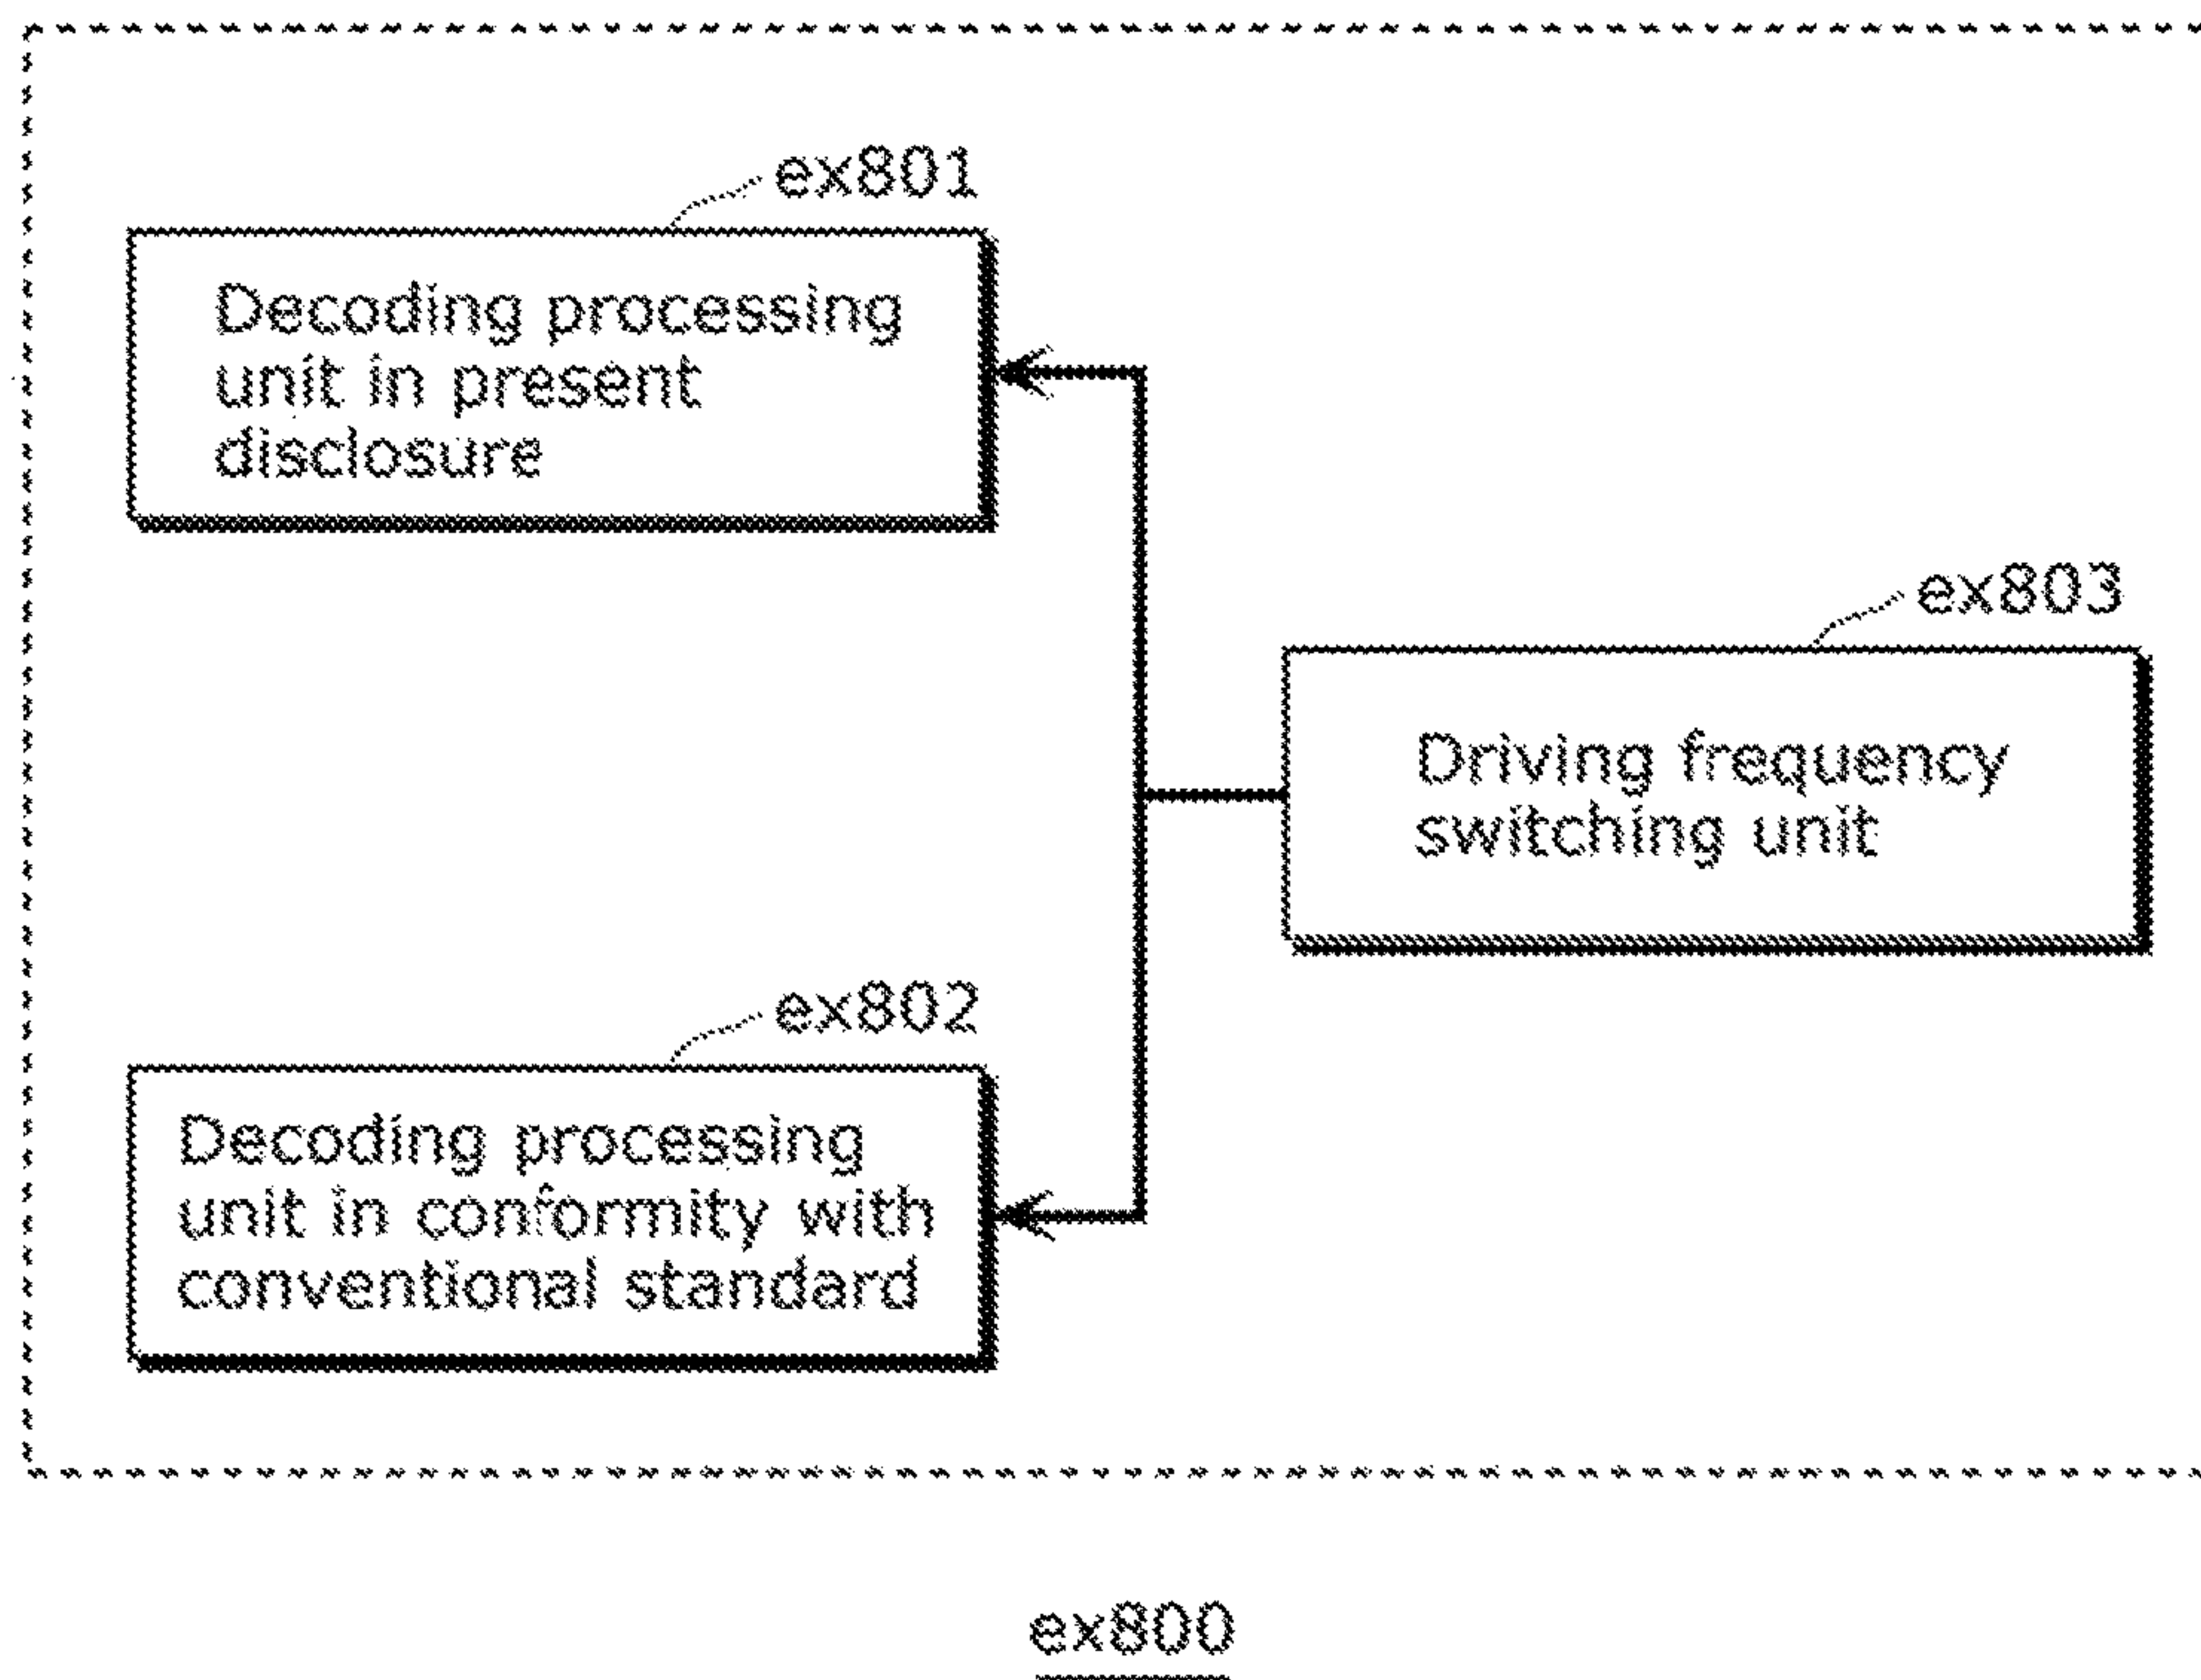 ex801
Decoding processing
unit in present
disclosure
ex803
Driving frequency
switching unit
ex802
Decoding processing
unit in conformity with
conventional standard
ex800